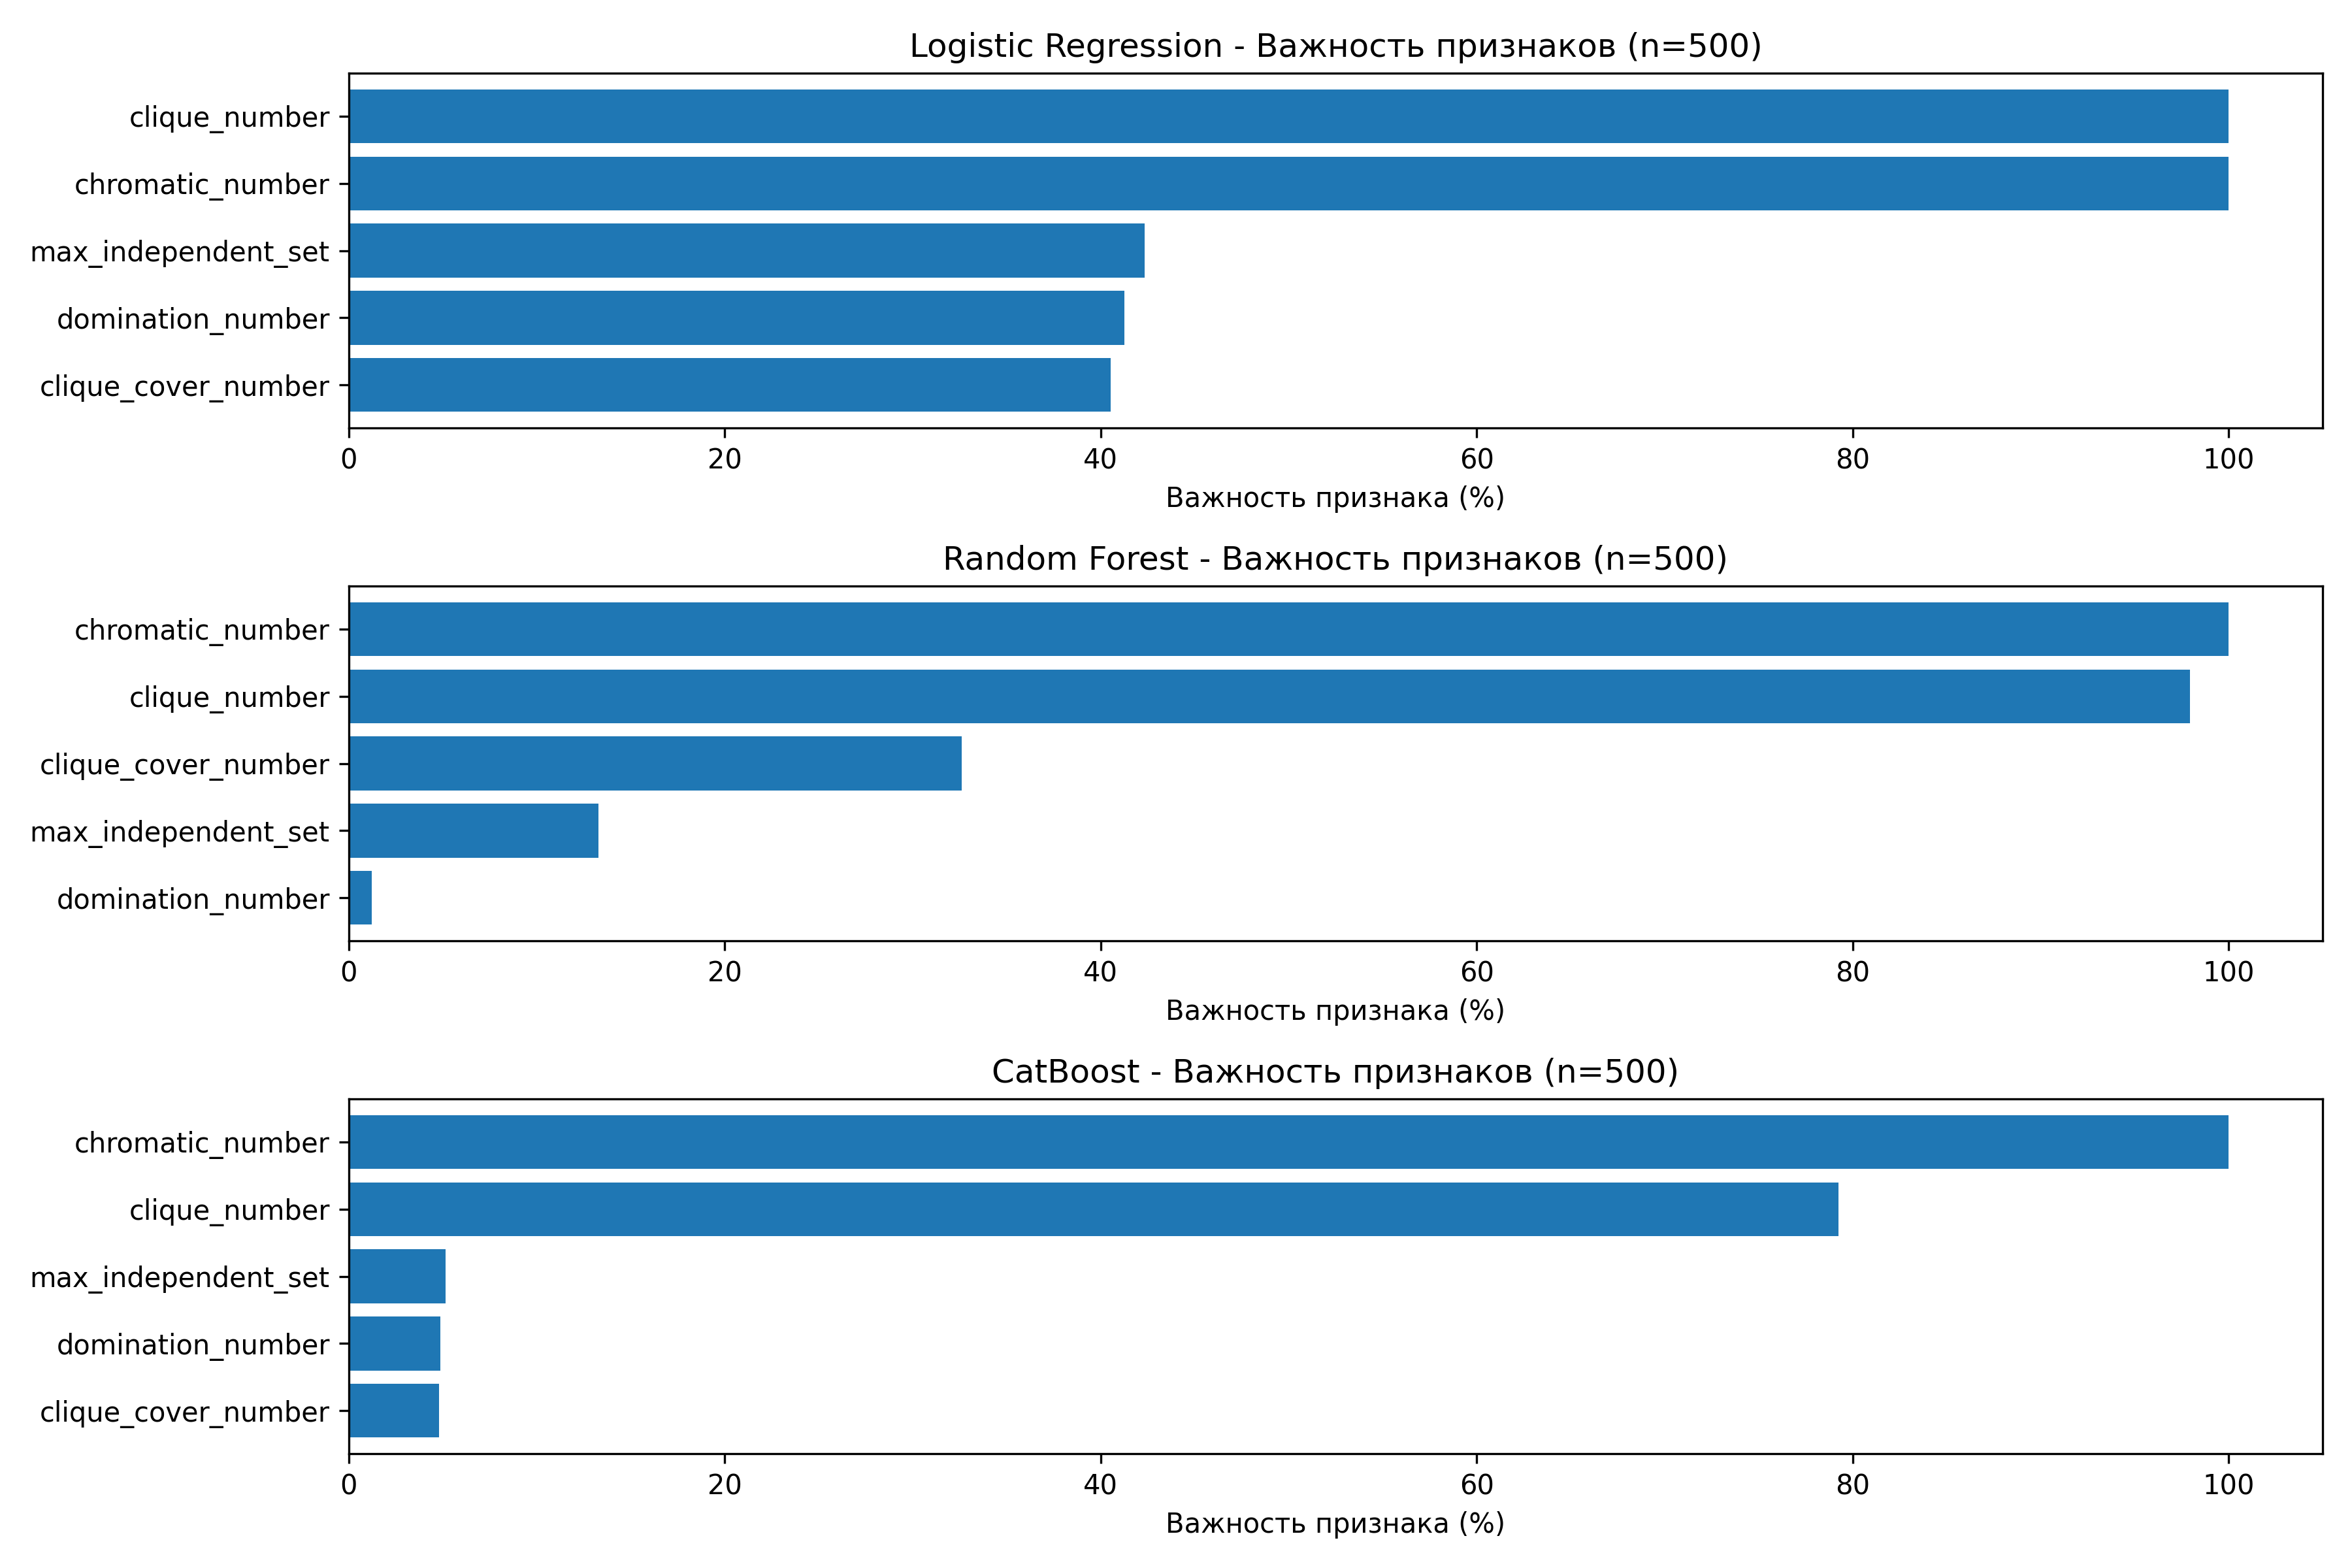 Logistic Regression - Важность признаков (n=500)
clique_number
chromatic_number
max_independent_set
domination_number
clique_cover_number
0 20 40 60 80 100
Важность признака (%)
Random Forest - Важность признаков (n=500)
chromatic_number
clique_number
clique_cover_number
max_independent_set
domination_number
0 20 40 60 80 100
Важность признака (%)
CatBoost - Важность признаков (n=500)
chromatic_number
clique_number
max_independent_set
domination_number
clique_cover_number
0 20 40 60 80 100
Важность признака (%)